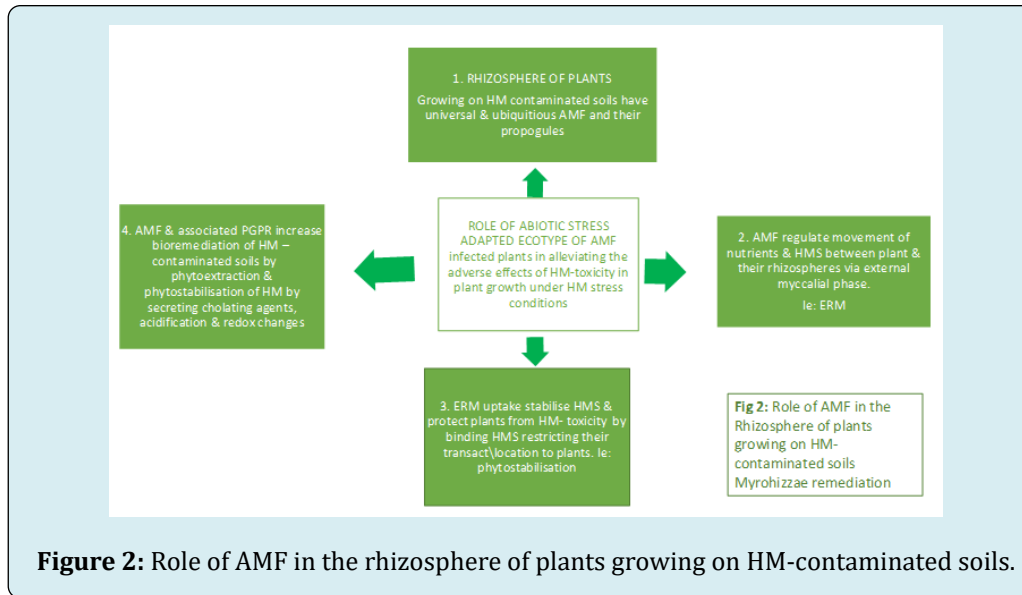 1. RHIZOSPHERE OF PLANTS
Growing on HM contaminated soils have
universal & ubiquitious AMF and their
propogules
4. AMF & associated PGPR increase
bioremediation of HM –
contaminated soils by
phytoextraction &
phytostabilisation of HM by
secreting cholating agents,
acidification & redox changes
ROLE OF ABIOTIC STRESS
ADAPTED ECOTYPE OF AMF
infected plants in alleviating the
adverse effects of HM-toxicity in
plant growth under HM stress
conditions
2. AMF regulate movement of
nutrients & HMS between plant &
their rhizospheres via external
myccalial phase.
Ie: ERM
3. ERM uptake stabilise HMS &
protect plants from HM- toxicity by
binding HMS restricting their
transact\location to plants. Ie:
phytostabilisation
Fig 2: Role of AMF in the
Rhizosphere of plants
growing on HM-
contaminated soils
Myrohizzae remediation
Figure 2: Role of AMF in the rhizosphere of plants growing on HM-contaminated soils.